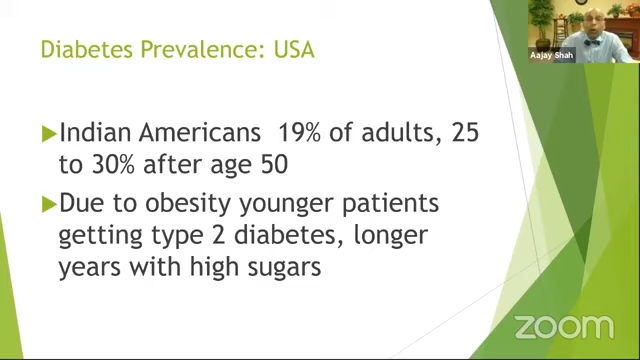 Diabetes Prevalence: USA
Aajay Shah
Indian Americans 19% of adults, 25
to 30% after age 50
Due to obesity younger patients
getting type 2 diabetes, longer
years with high sugars
zoom